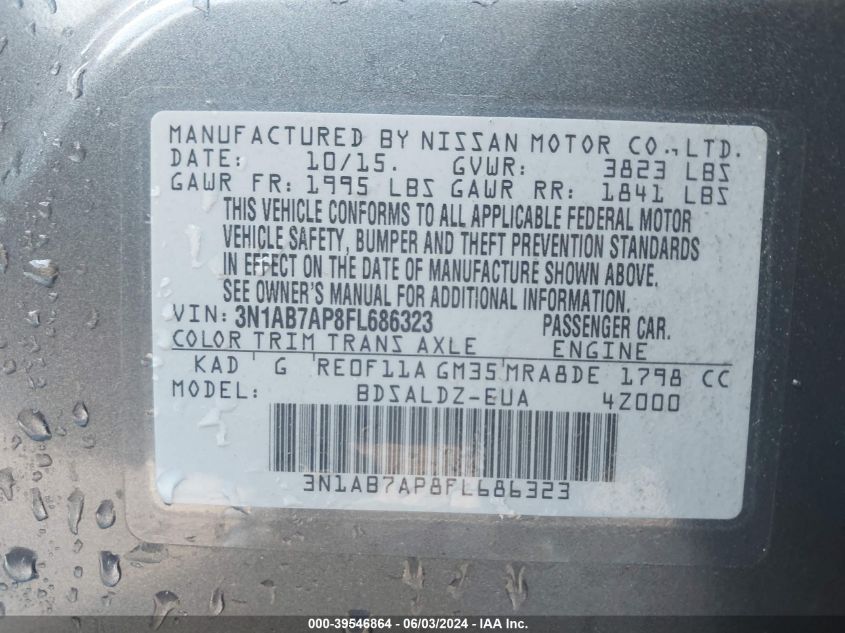 MANUFACTURED BY NISSAN MOTOR CO.,LTD.
DATE: 10/15. GVWR: 3823 LBS
GAWR FR: 1995 LBS GAWR RR: 1841 LBS
THIS VEHICLE CONFORMS TO ALL APPLICABLE FEDERAL MOTOR
VEHICLE SAFETY, BUMPER AND THEFT PREVENTION STANDARDS
IN EFFECT ON THE DATE OF MANUFACTURE SHOWN ABOVE.
SEE OWNER'S MANUAL FOR ADDITIONAL INFORMATION.
VIN: 3N1AB7AP8FL686323 PASSENGER CAR.
COLOR TRIM TRANS AXLE ENGINE
KAD G RE0F11A GM35 MRA8DE 1798 CC
MODEL: BDSALDZ-EUA 4Z000
3N1AB7AP8FL686323
000-39546864 - 06/03/2024 - IAA Inc.